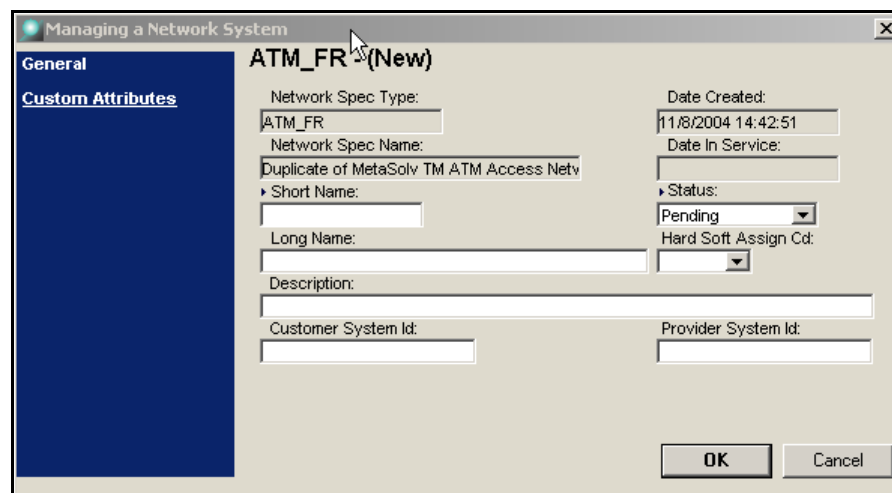 Managing a Network System
General
Custom Attributes
ATM_FR - (New)
Network Spec Type:
Date Created:
ATM_FR
11/8/2004 14:42:51
Network Spec Name:
Date In Service:
Duplicate of MetaSolv TM ATM Access Netw
Short Name:
Status:
Pending
Long Name:
Hard Soft Assign Cd:
Description:
Customer System Id:
Provider System Id:
OK
Cancel